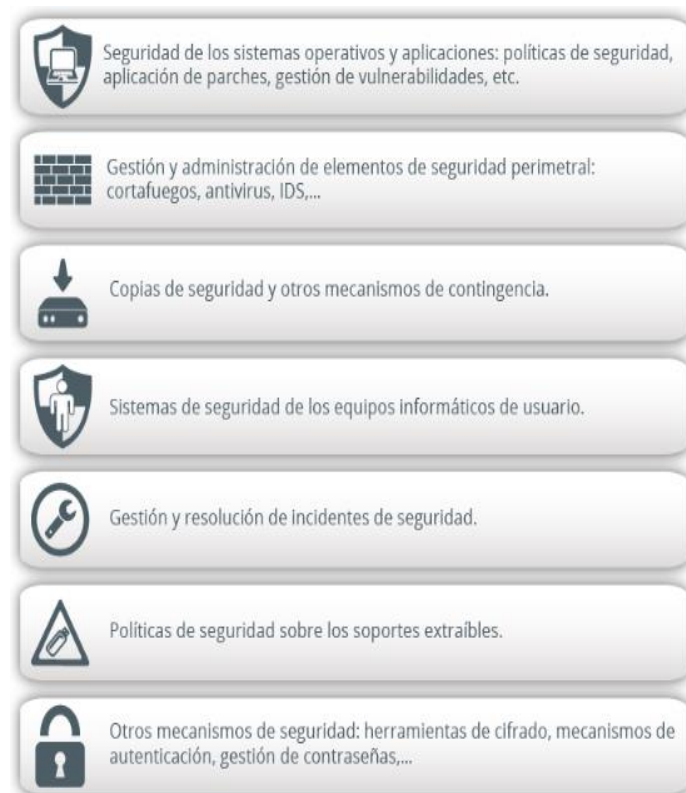 Seguridad de los sistemas operativos y aplicaciones: políticas de seguridad,
aplicación de parches, gestión de vulnerabilidades, etc.
Gestión y administración de elementos de seguridad perimetral:
cortafuegos, antivirus, IDS,...
Copias de seguridad y otros mecanismos de contingencia.
Sistemas de seguridad de los equipos informáticos de usuario.
Gestión y resolución de incidentes de seguridad.
Políticas de seguridad sobre los soportes extraíbles.
Otros mecanismos de seguridad: herramientas de cifrado, mecanismos de
autenticación, gestión de contraseñas,...